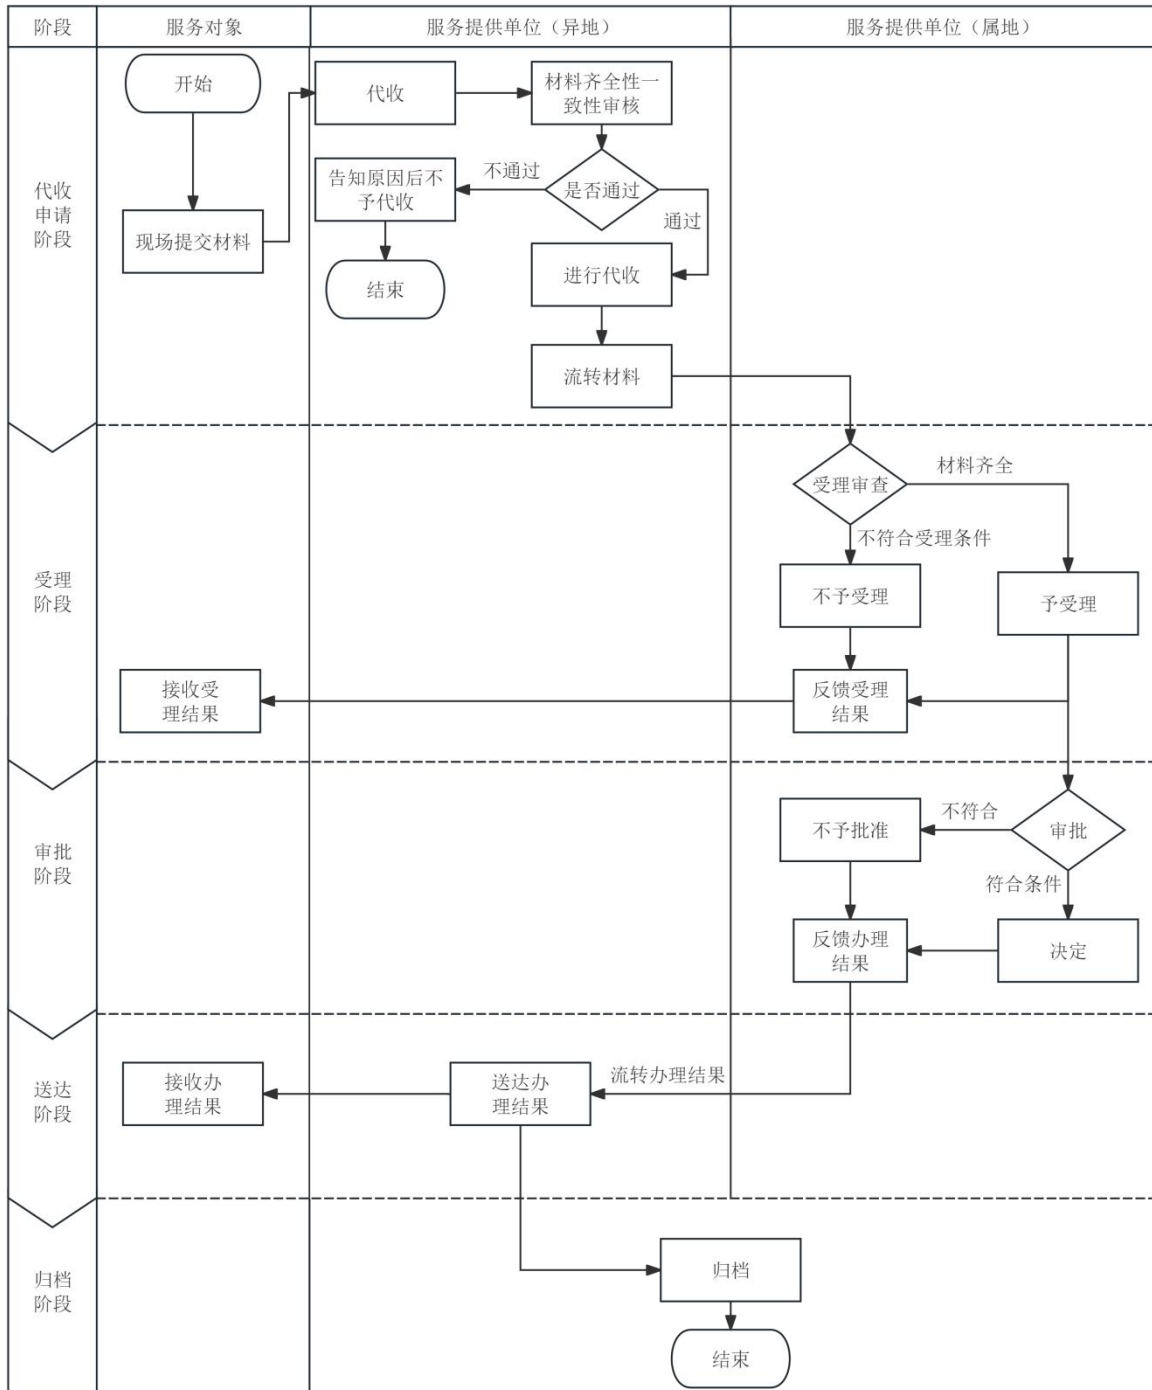 阶段
服务对象
服务提供单位（异地）
服务提供单位（属地）
代收
申请
阶段
开始
现场提交材料
代收
材料齐全性一
致性审核
是否通过
不通过
告知原因后不
予代收
结束
通过
进行代收
流转材料
受理
阶段
受理审查
材料齐全
不符合受理条件
不予受理
予受理
反馈受理
结果
接收受
理结果
审批
阶段
审批
不符合
不予批准
符合条件
决定
反馈办理
结果
送达
阶段
流转办理结果
送达办
理结果
接收办
理结果
归档
阶段
归档
结束